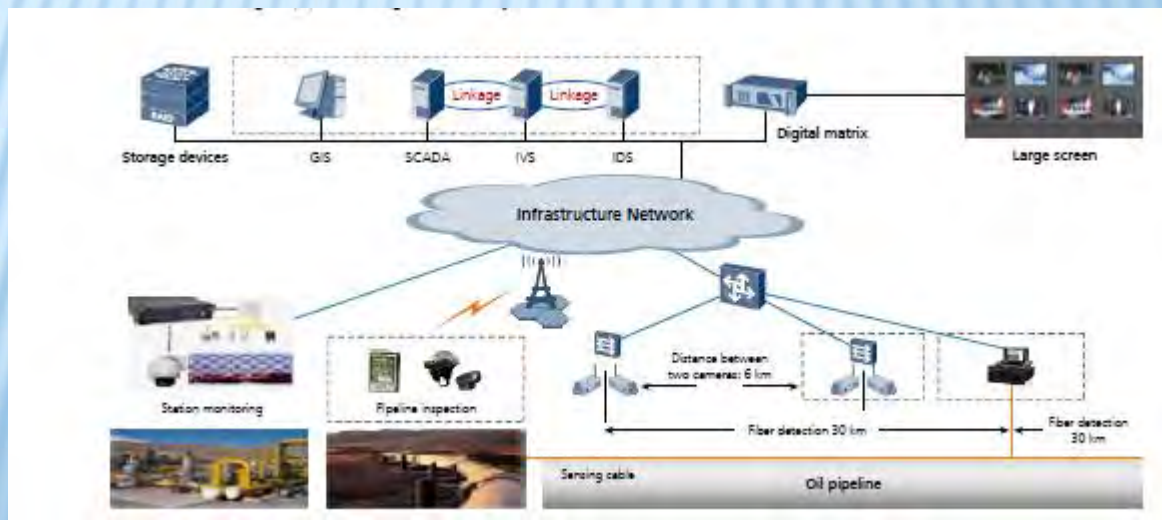 RAID
Linkage
Linkage
Digital matrix
Storage devices
GIS
SCADA
IVS
IDS
Large screen
Infrastructure Network
Distance between
two cameras: 6 km
Station monitoring
Pipeline inspection
Fiber detection 30 km
Fiber detection
30 km
Sensing cable
Oil pipeline